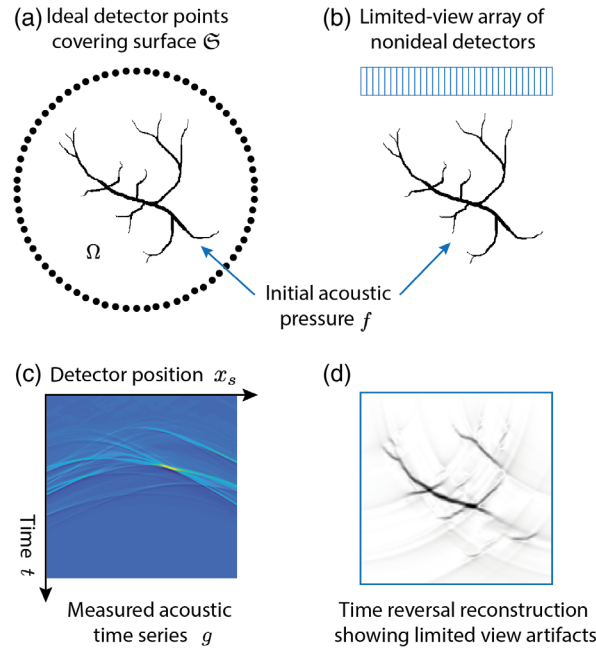 (a) Ideal detector points
covering surface 𝔖
(b) Limited-view array of
nonideal detectors
Ω
Initial acoustic
pressure f
(c) Detector position x_s
Time t
Measured acoustic
time series g
(d)
Time reversal reconstruction
showing limited view artifacts